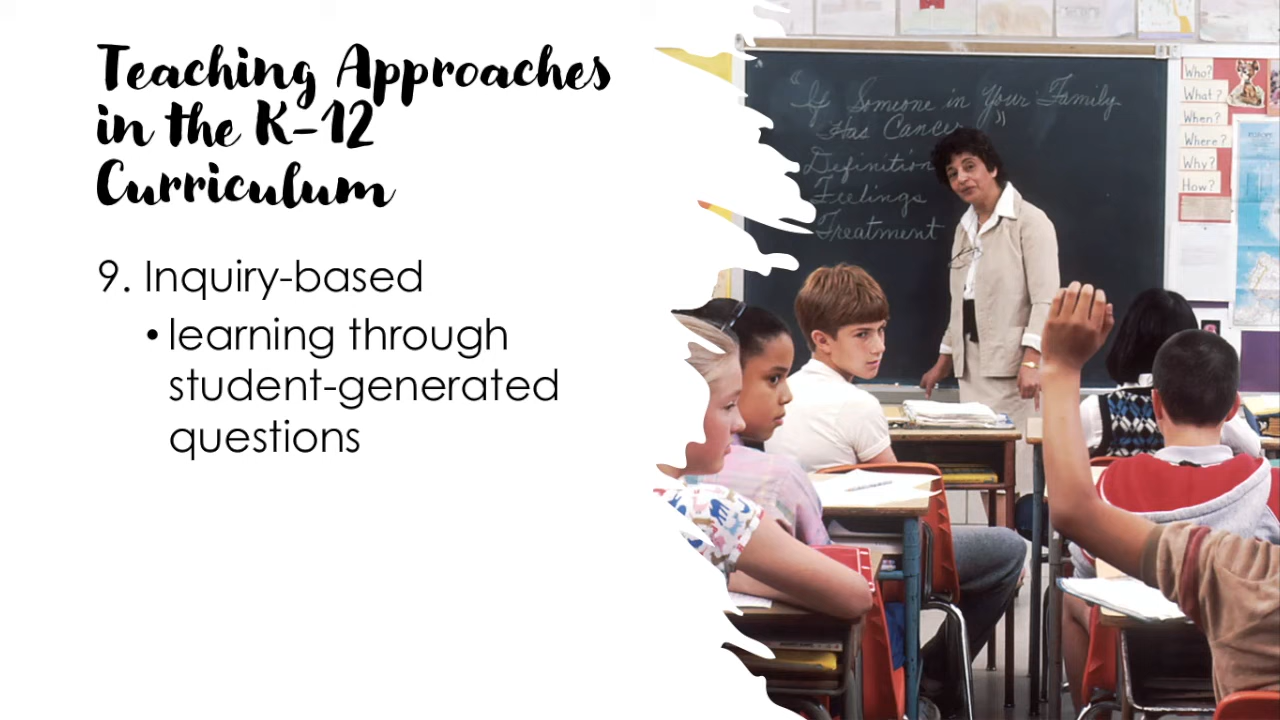 Teaching Approaches
in the K-12
Curriculum
9. Inquiry-based
• learning through
student-generated
questions
"If Someone in Your Family
Has Cancer"
Definition
Feelings
Treatment
Who?
What?
When?
Where?
Why?
How?